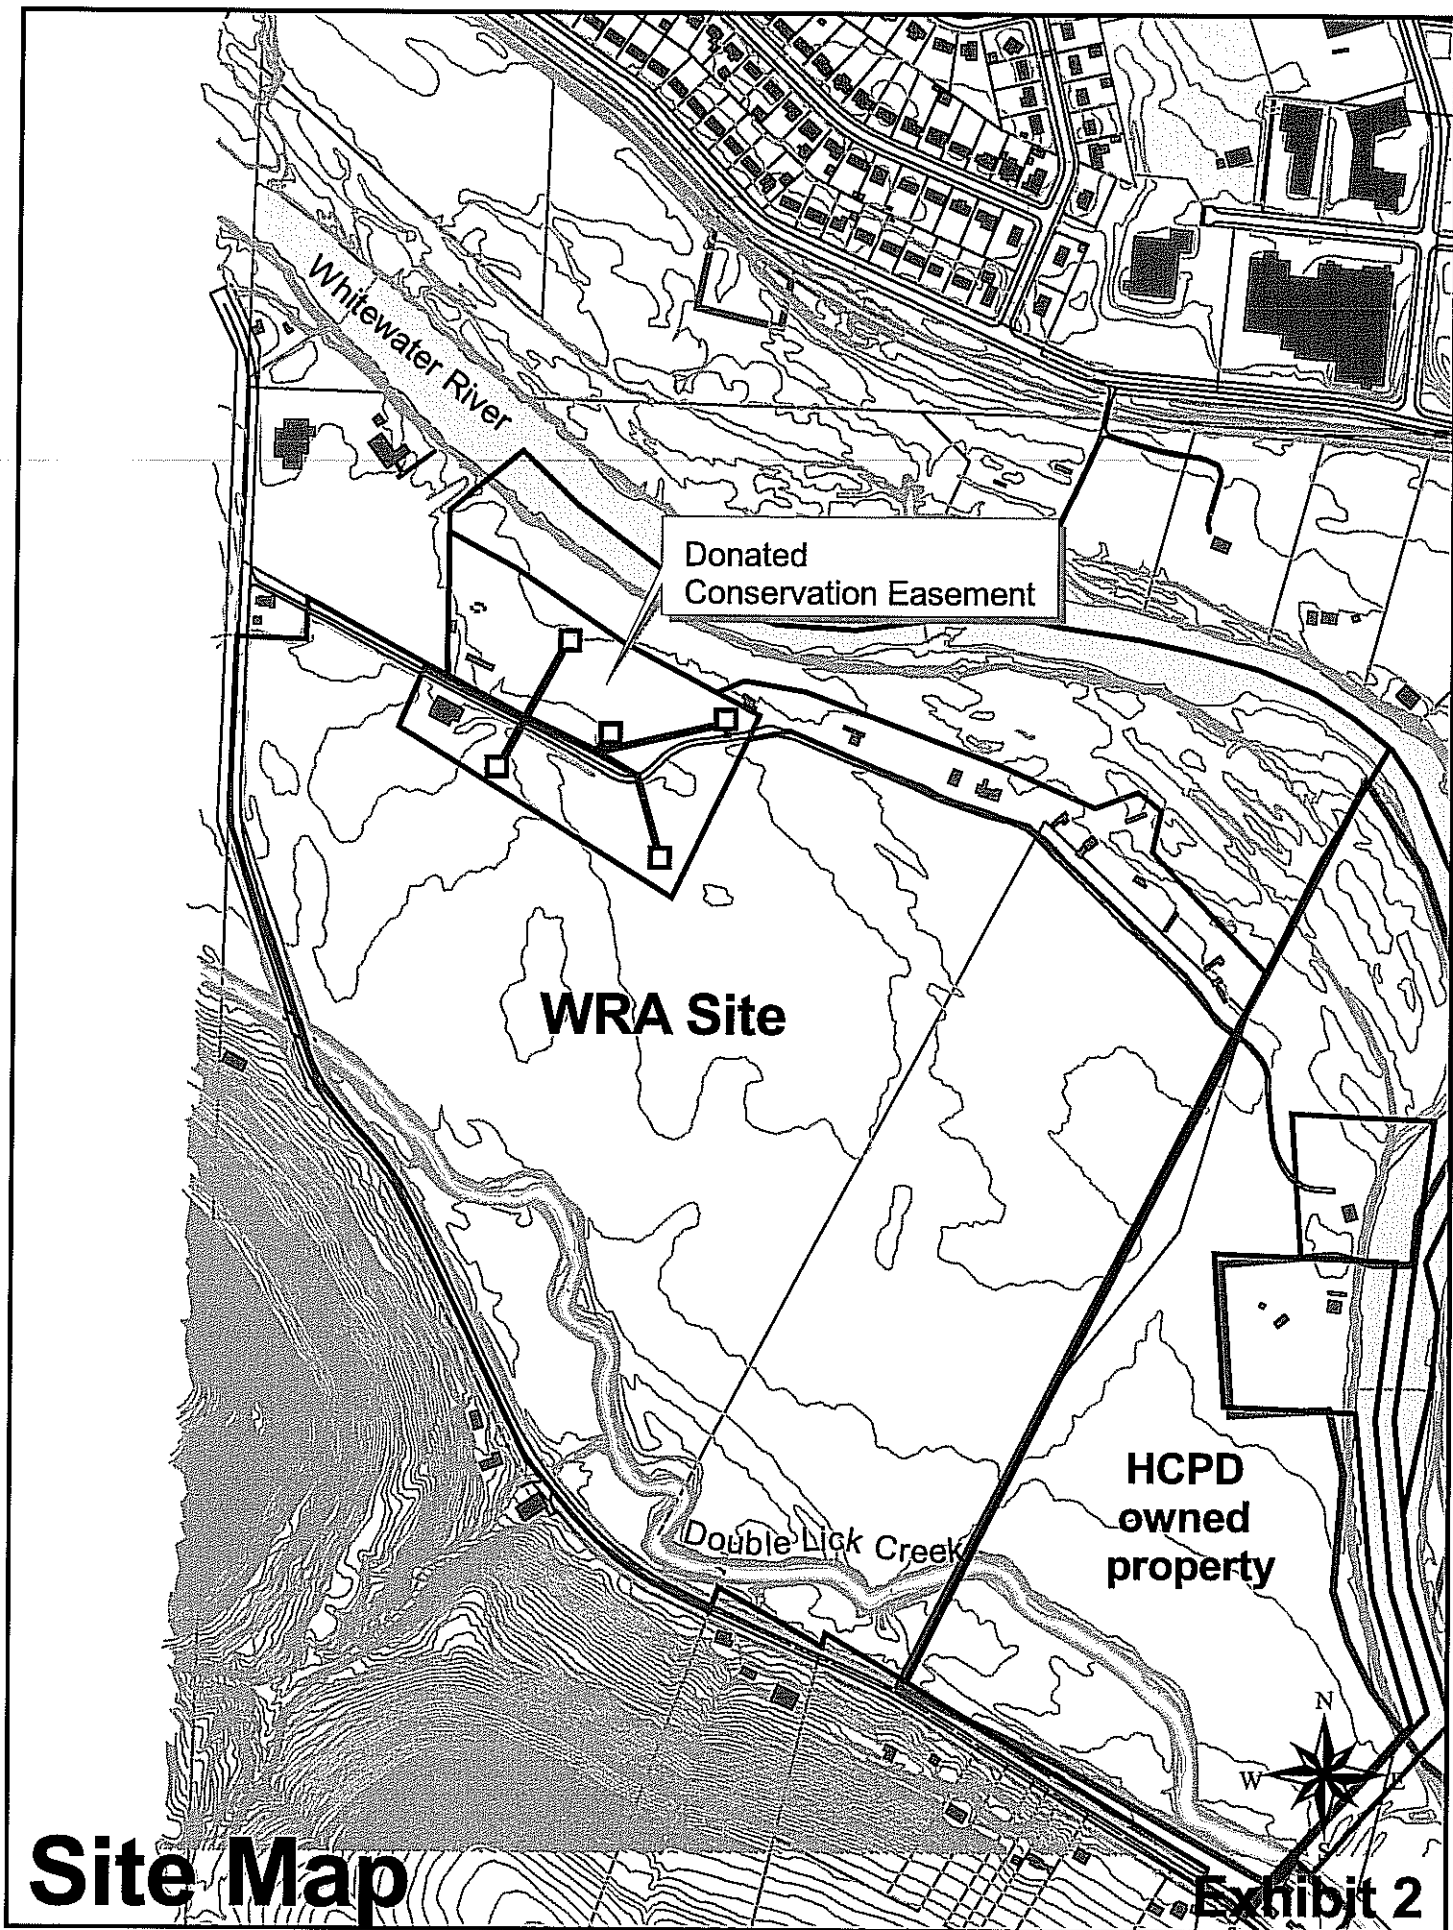 Whitewater River
Donated
Conservation Easement
WRA Site
HCPD
owned
property
Double Lick Creek
N
W
E
S
Site Map
Exhibit 2